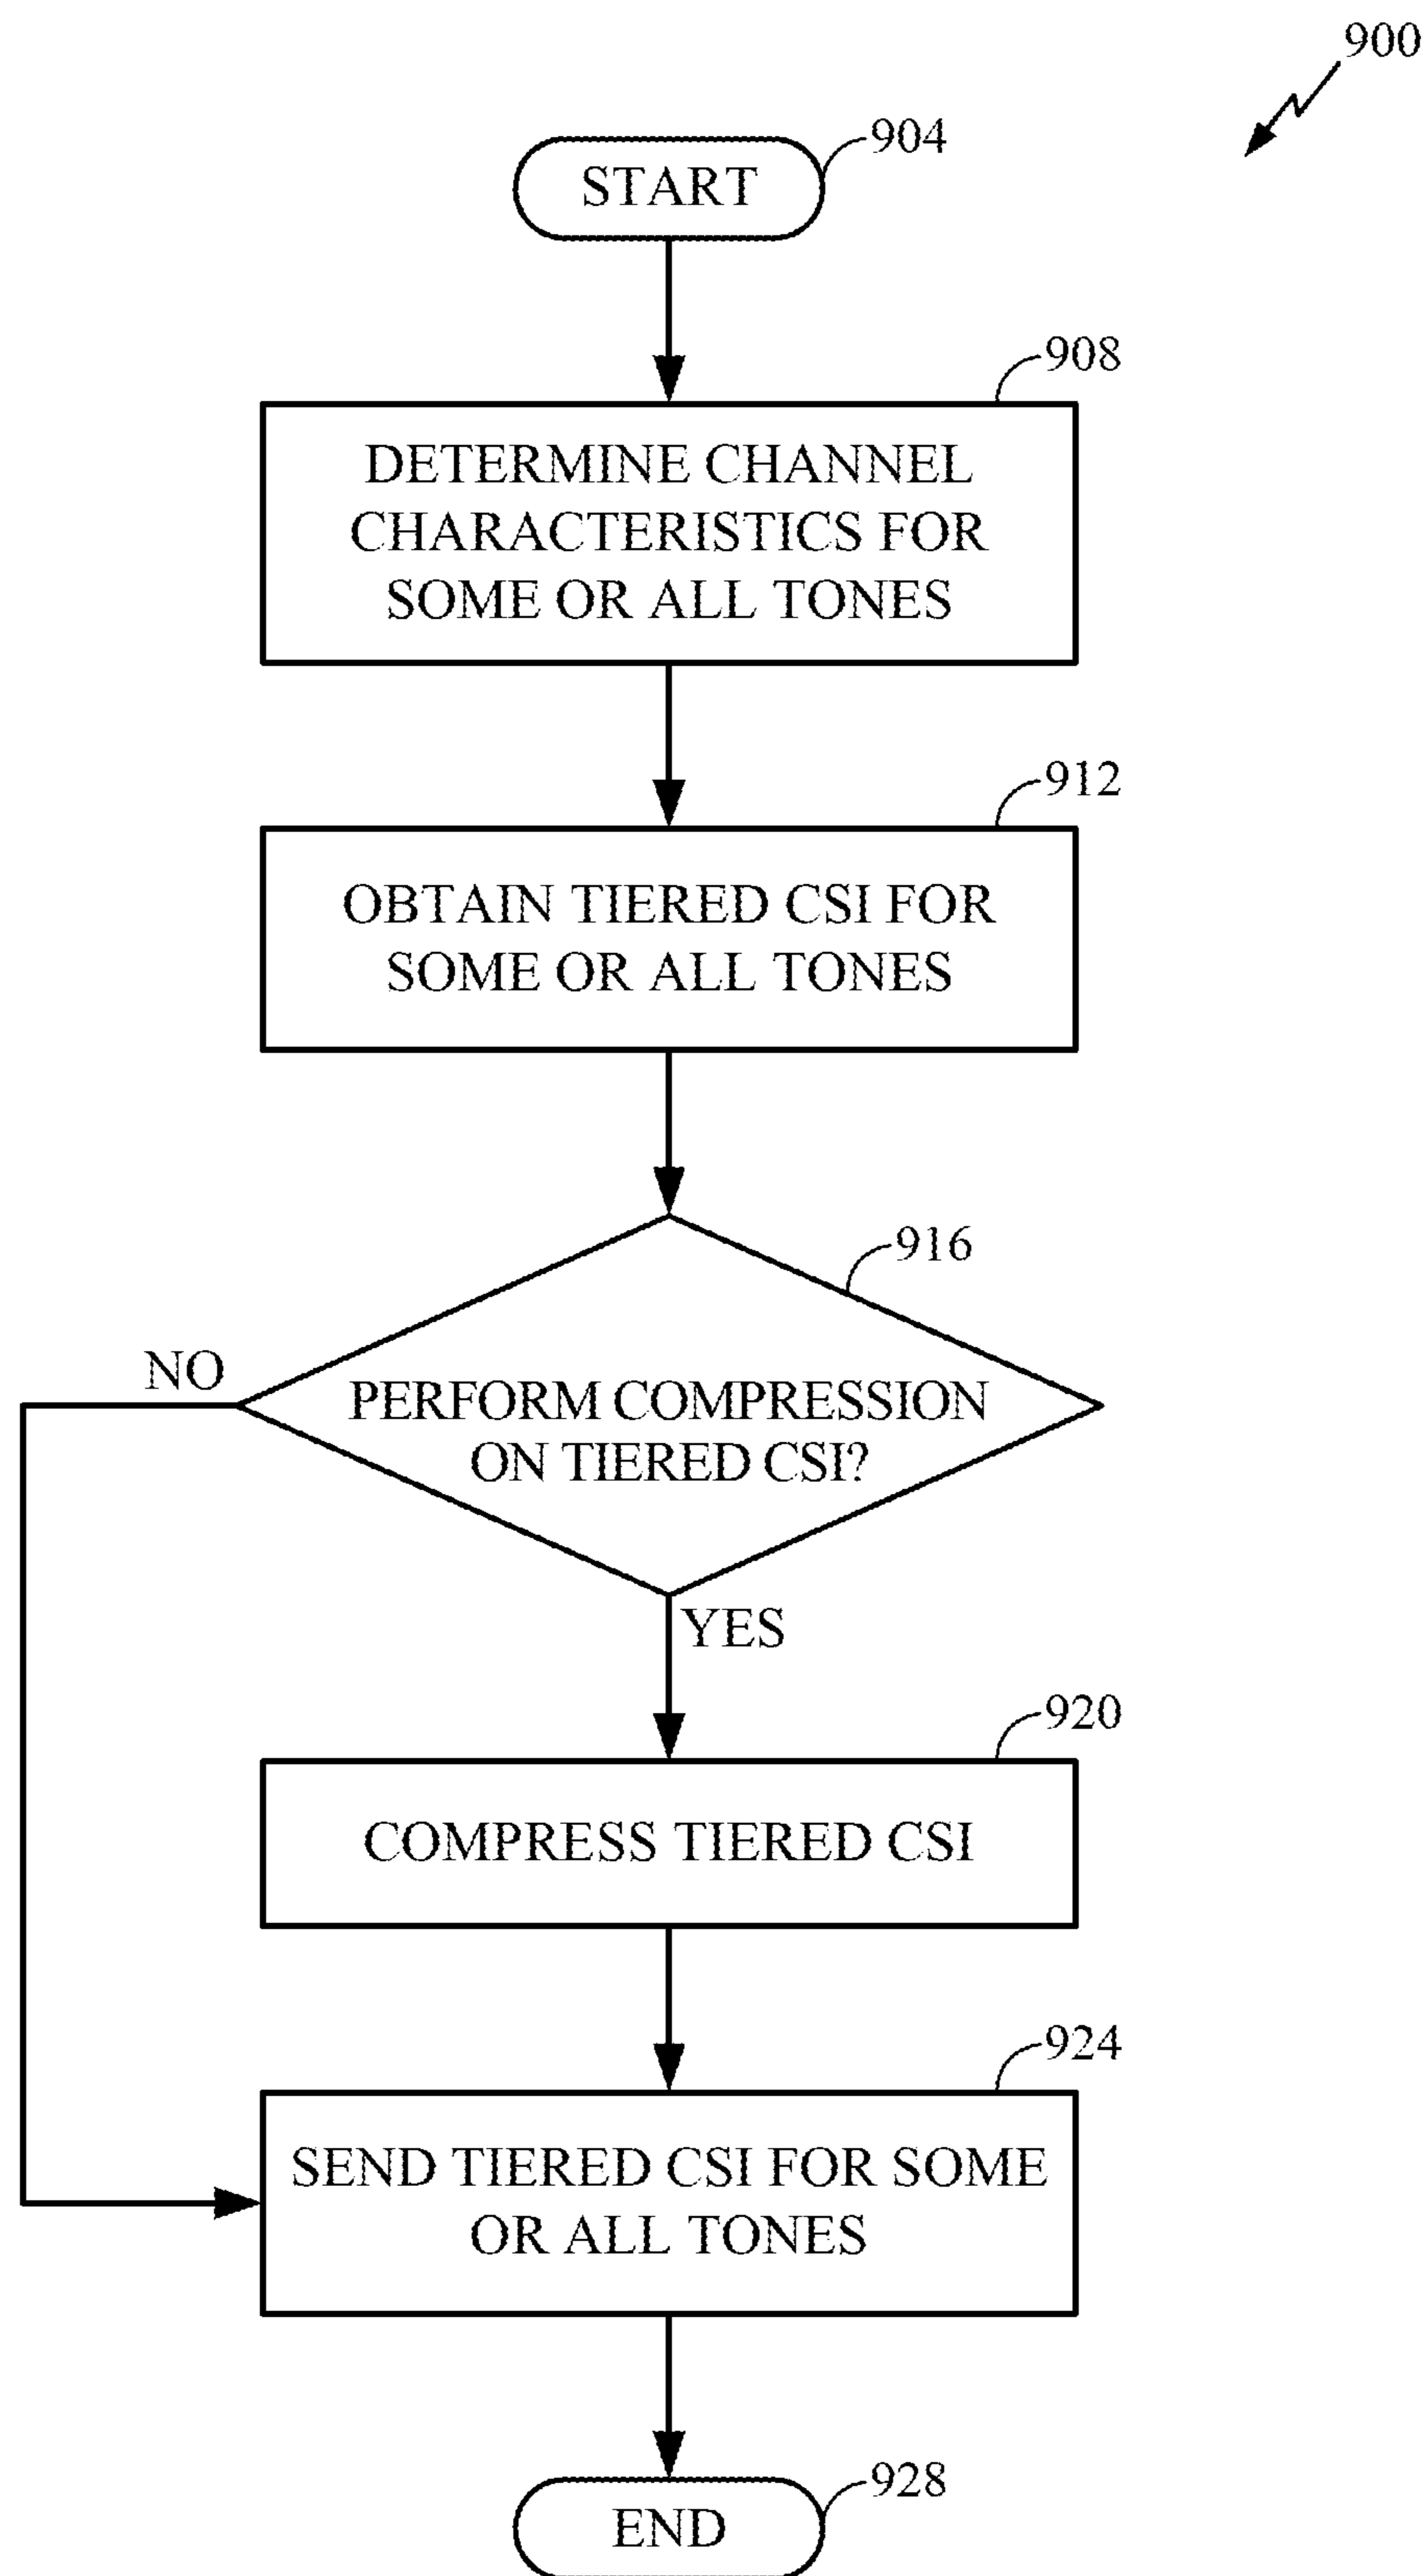 900
904
START
908
DETERMINE CHANNEL
CHARACTERISTICS FOR
SOME OR ALL TONES
912
OBTAIN TIERED CSI FOR
SOME OR ALL TONES
916
NO
PERFORM COMPRESSION
ON TIERED CSI?
YES
920
COMPRESS TIERED CSI
924
SEND TIERED CSI FOR SOME
OR ALL TONES
928
END